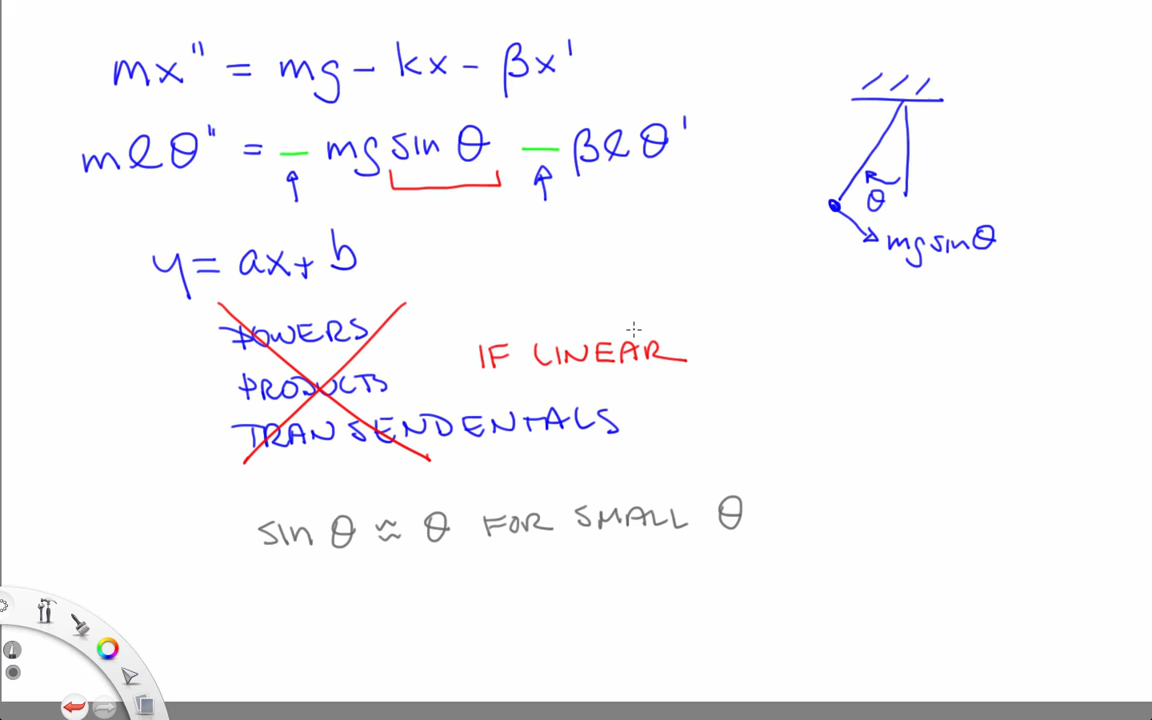 mx" = mg - kx - βx'
mℓθ" = - mg sin θ - βℓθ'
θ
mg sin θ
y = ax + b
POWERS
IF LINEAR
PRODUCTS
TRANSENDENTALS
sin θ ≈ θ FOR SMALL θ